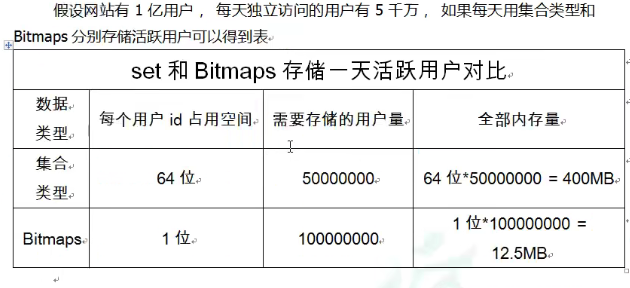 假设网站有 1 亿用户， 每天独立访问的用户有 5 千万， 如果每天用集合类型和
Bitmaps 分别存储活跃用户可以得到表
set 和 Bitmaps 存储一天活跃用户对比
数据
类型
每个用户 id 占用空间
需要存储的用户量
全部内存量
集合
类型
64 位
50000000
64 位*50000000 = 400MB
Bitmaps
1 位
100000000
1 位*100000000 =
12.5MB